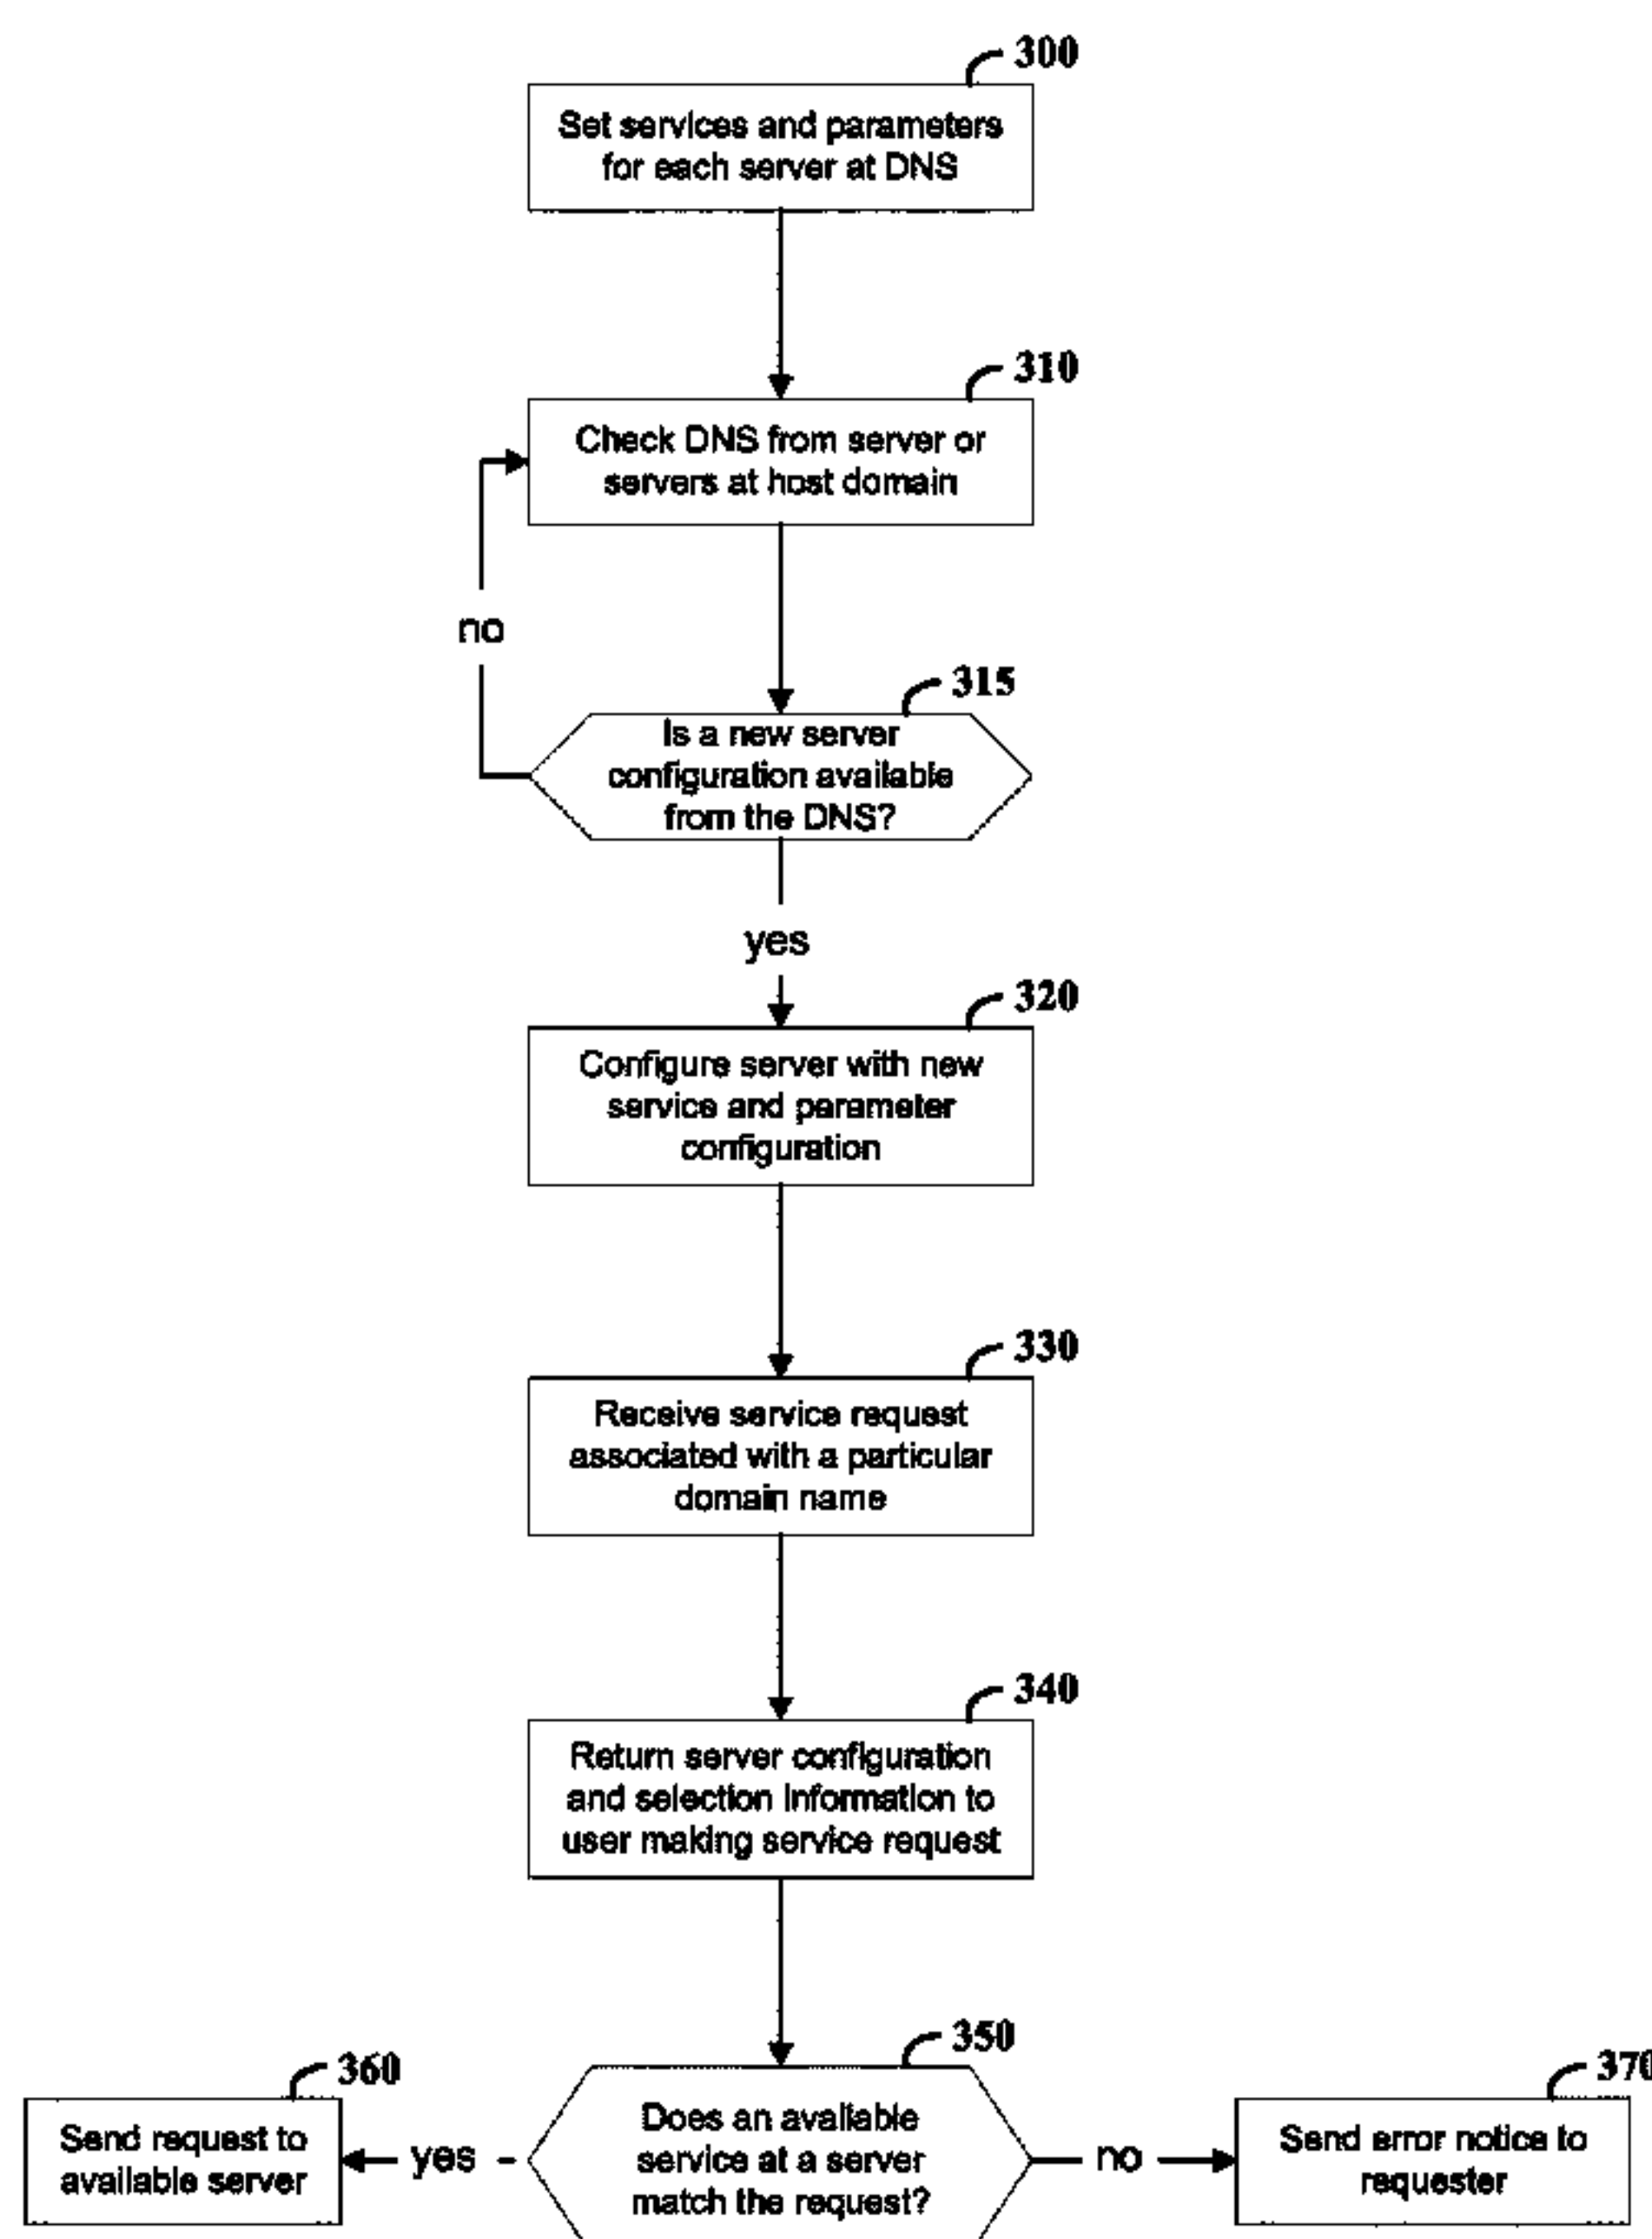 300
Set services and parameters
for each server at DNS
310
Check DNS from server or
servers at host domain
no
315
Is a new server
configuration available
from the DNS?
yes
320
Configure server with new
service and parameter
configuration
330
Receive service request
associated with a particular
domain name
340
Return server configuration
and selection information to
user making service request
350
Does an available
service at a server
match the request?
360
Send request to
available server
yes
no
370
Send error notice to
requester